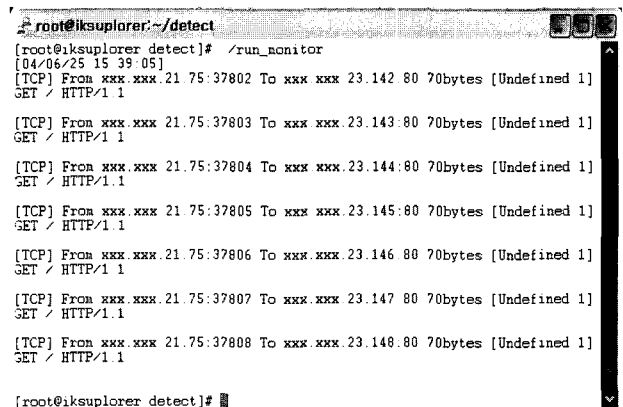 root@iksuplorer:~/detect
[root@iksuplorer detect]# /run_monitor
[04/06/25 15 39:05]
[TCP] From xxx.xxx.21.75:37802 To xxx xxx.23.142.80 70bytes [Undefined 1]
GET / HTTP/1 1
[TCP] From xxx.xxx 21.75:37803 To xxx xxx.23.143:80 70bytes [Undefined 1]
GET / HTTP/1 1
[TCP] From xxx.xxx 21.75:37804 To xxx xxx.23.144:80 70bytes [Undefined 1]
GET / HTTP/1.1
[TCP] From xxx.xxx 21.75:37805 To xxx xxx.23.145:80 70bytes [Undefined 1]
GET / HTTP/1.1
[TCP] From xxx.xxx 21.75:37806 To xxx.xxx.23.146.80 70bytes [Undefined 1]
GET / HTTP/1 1
[TCP] From xxx.xxx 21.75:37807 To xxx.xxx.23.147 80 70bytes [Undefined 1]
GET / HTTP/1.1
[TCP] From xxx xxx 21.75:37808 To xxx.xxx.23.148:80 70bytes [Undefined 1]
GET / HTTP/1.1
[root@iksuplorer detect]#